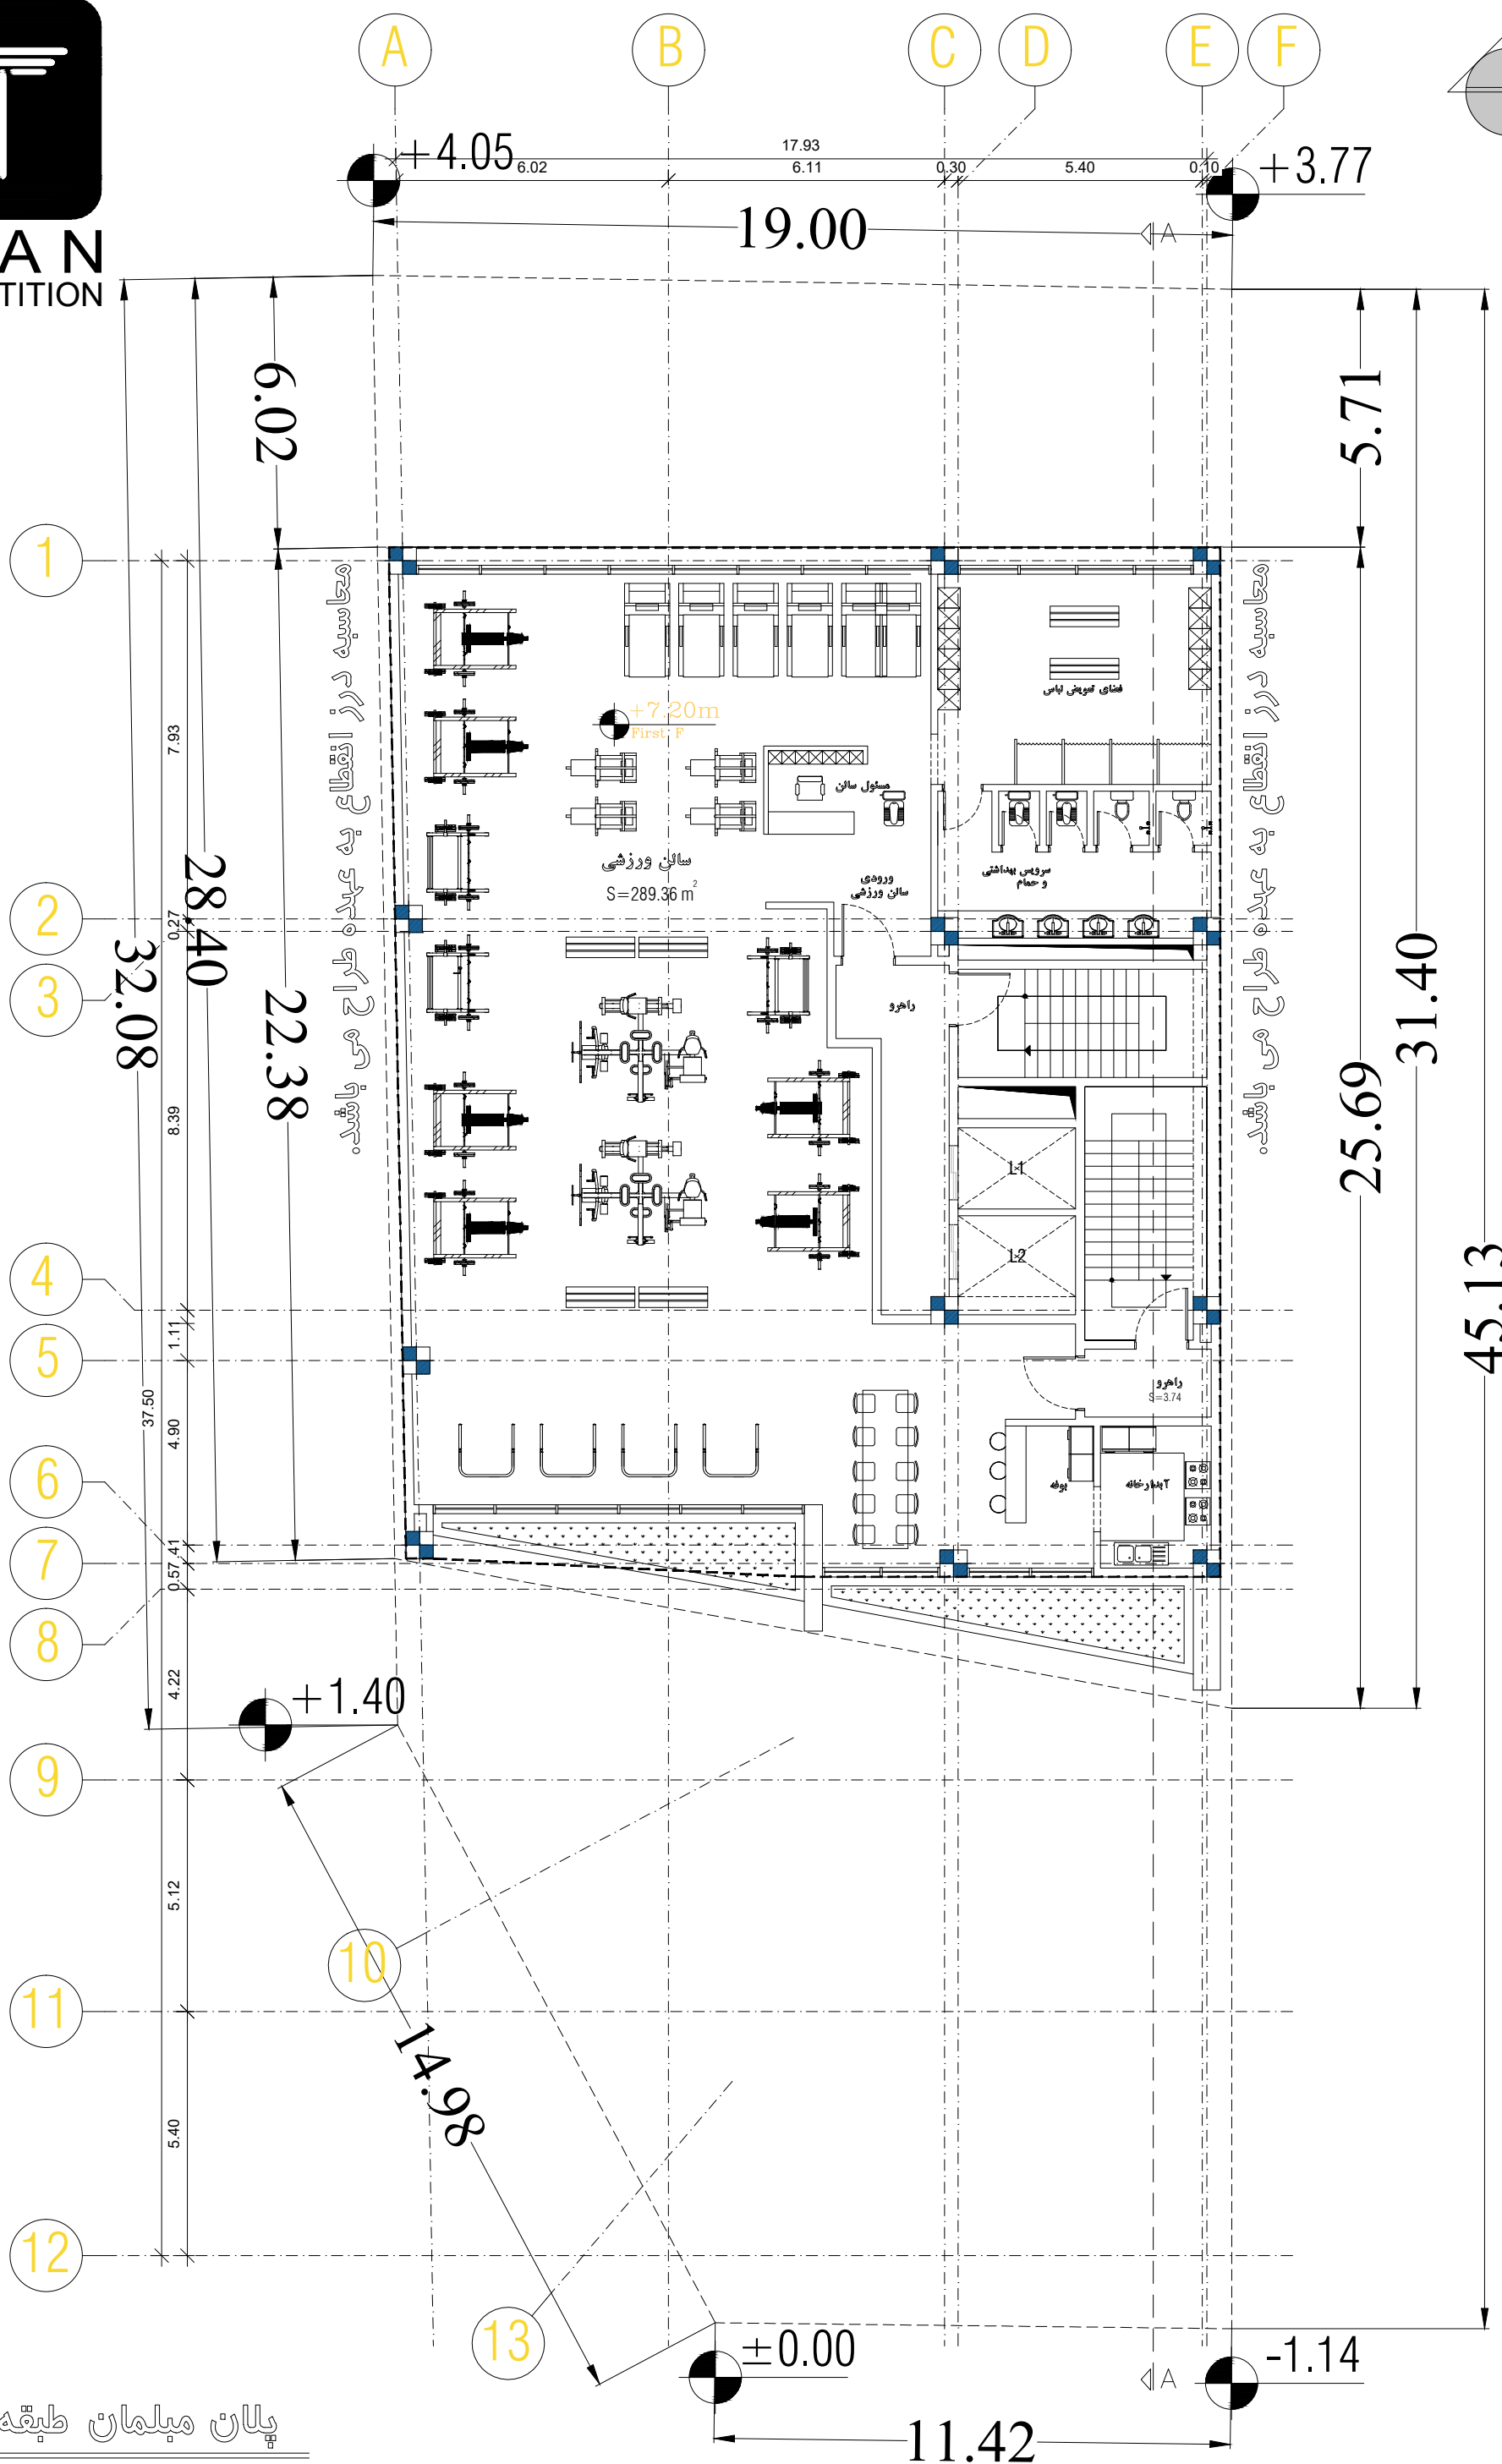 A N
TITION
A
B
C
D
E
F
+4.05
17.93
6.02
6.11
0.30
5.40
0.10
+3.77
19.00
A
6.02
5.71
1
محاسبه درز انقطاع به عهده طراح می باشد.
محاسبه درز انقطاع به عهده طراح می باشد.
فضای تعویض لباس
+7.20m
First F
7.93
مسئول سالن
سالن ورزشی
S=289.36 m²
ورودی
سالن ورزشی
سرویس بهداشتی
و حمام
28.40
2
0.27
32.08
3
22.38
راهرو
31.40
25.69
8.39
L1
L2
4
45.13
1.11
5
راهرو
S=3.74
37.50
4.90
6
بوفه
آبدارخانه
.41
7
0.57
8
4.22
+1.40
9
5.12
10
11
14.98
5.40
12
13
±0.00
-1.14
A
پلان مبلمان طبقه
11.42